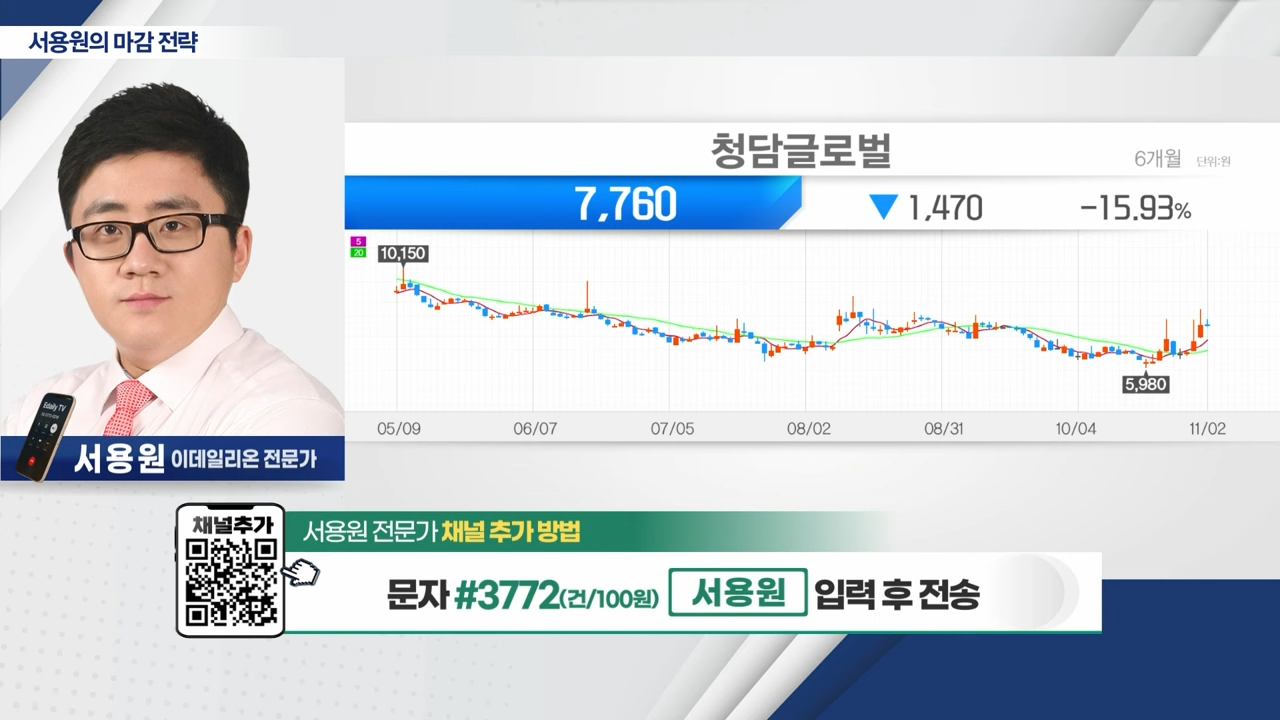 서용원의 마감 전략
청담글로벌
6개월 단위:원
7,760 ▼ 1,470 -15.93%
5
20
10,150
5,980
05/09 06/07 07/05 08/02 08/31 10/04 11/02
Edaily TV
서용원 이데일리온 전문가
채널추가
서용원 전문가 채널 추가 방법
문자 #3772(건/100원) 서용원 입력 후 전송